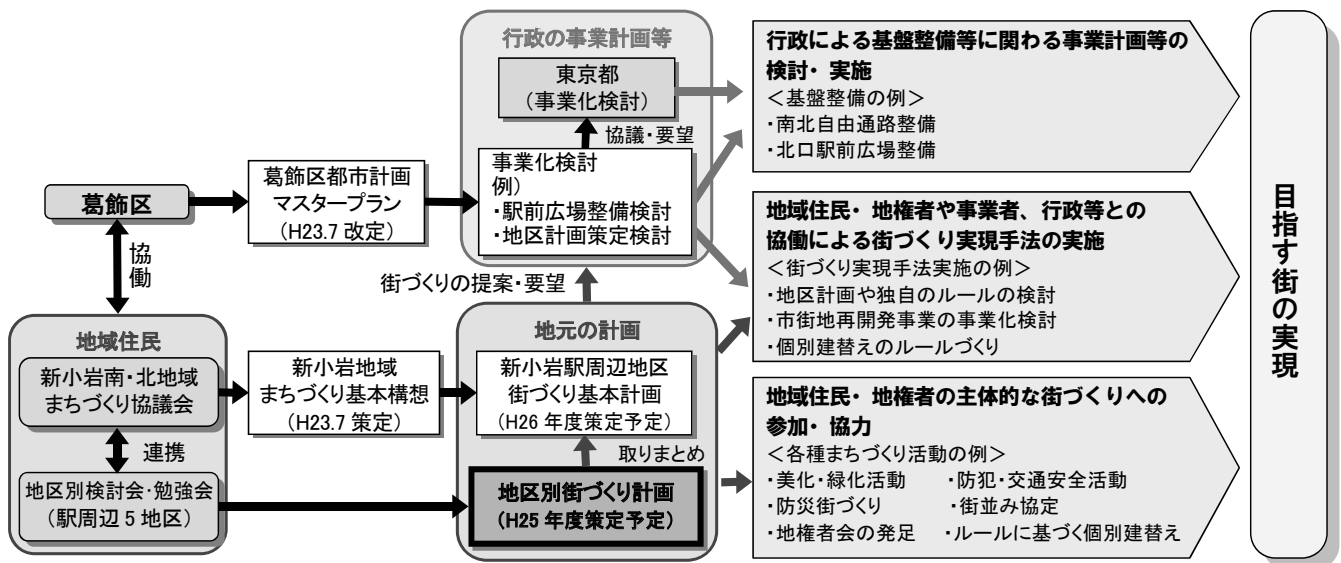 行政の事業計画等
東京都
（事業化検討）
協議・要望
事業化検討
例）
・駅前広場整備検討
・地区計画策定検討
葛飾区
葛飾区都市計画
マスタープラン
（H23.7 改定）
協働
街づくりの提案・要望
地域住民
新小岩南・北地域
まちづくり協議会
連携
地区別検討会・勉強会
（駅周辺 5 地区）
新小岩地域
まちづくり基本構想
（H23.7 策定）
地元の計画
新小岩駅周辺地区
街づくり基本計画
（H26 年度策定予定）
取りまとめ
地区別街づくり計画
（H25 年度策定予定）
行政による基盤整備等に関わる事業計画等の
検討・ 実施
＜基盤整備の例＞
・南北自由通路整備
・北口駅前広場整備
地域住民・ 地権者や事業者、行政等との
協働による街づくり実現手法の実施
＜街づくり実現手法実施の例＞
・地区計画や独自のルールの検討
・市街地再開発事業の事業化検討
・個別建替えのルールづくり
地域住民・ 地権者の主体的な街づくりへの
参加・ 協力
＜各種まちづくり活動の例＞
・美化・緑化活動 ・防犯・交通安全活動
・防災街づくり ・街並み協定
・地権者会の発足 ・ルールに基づく個別建替え
目指す街の実現